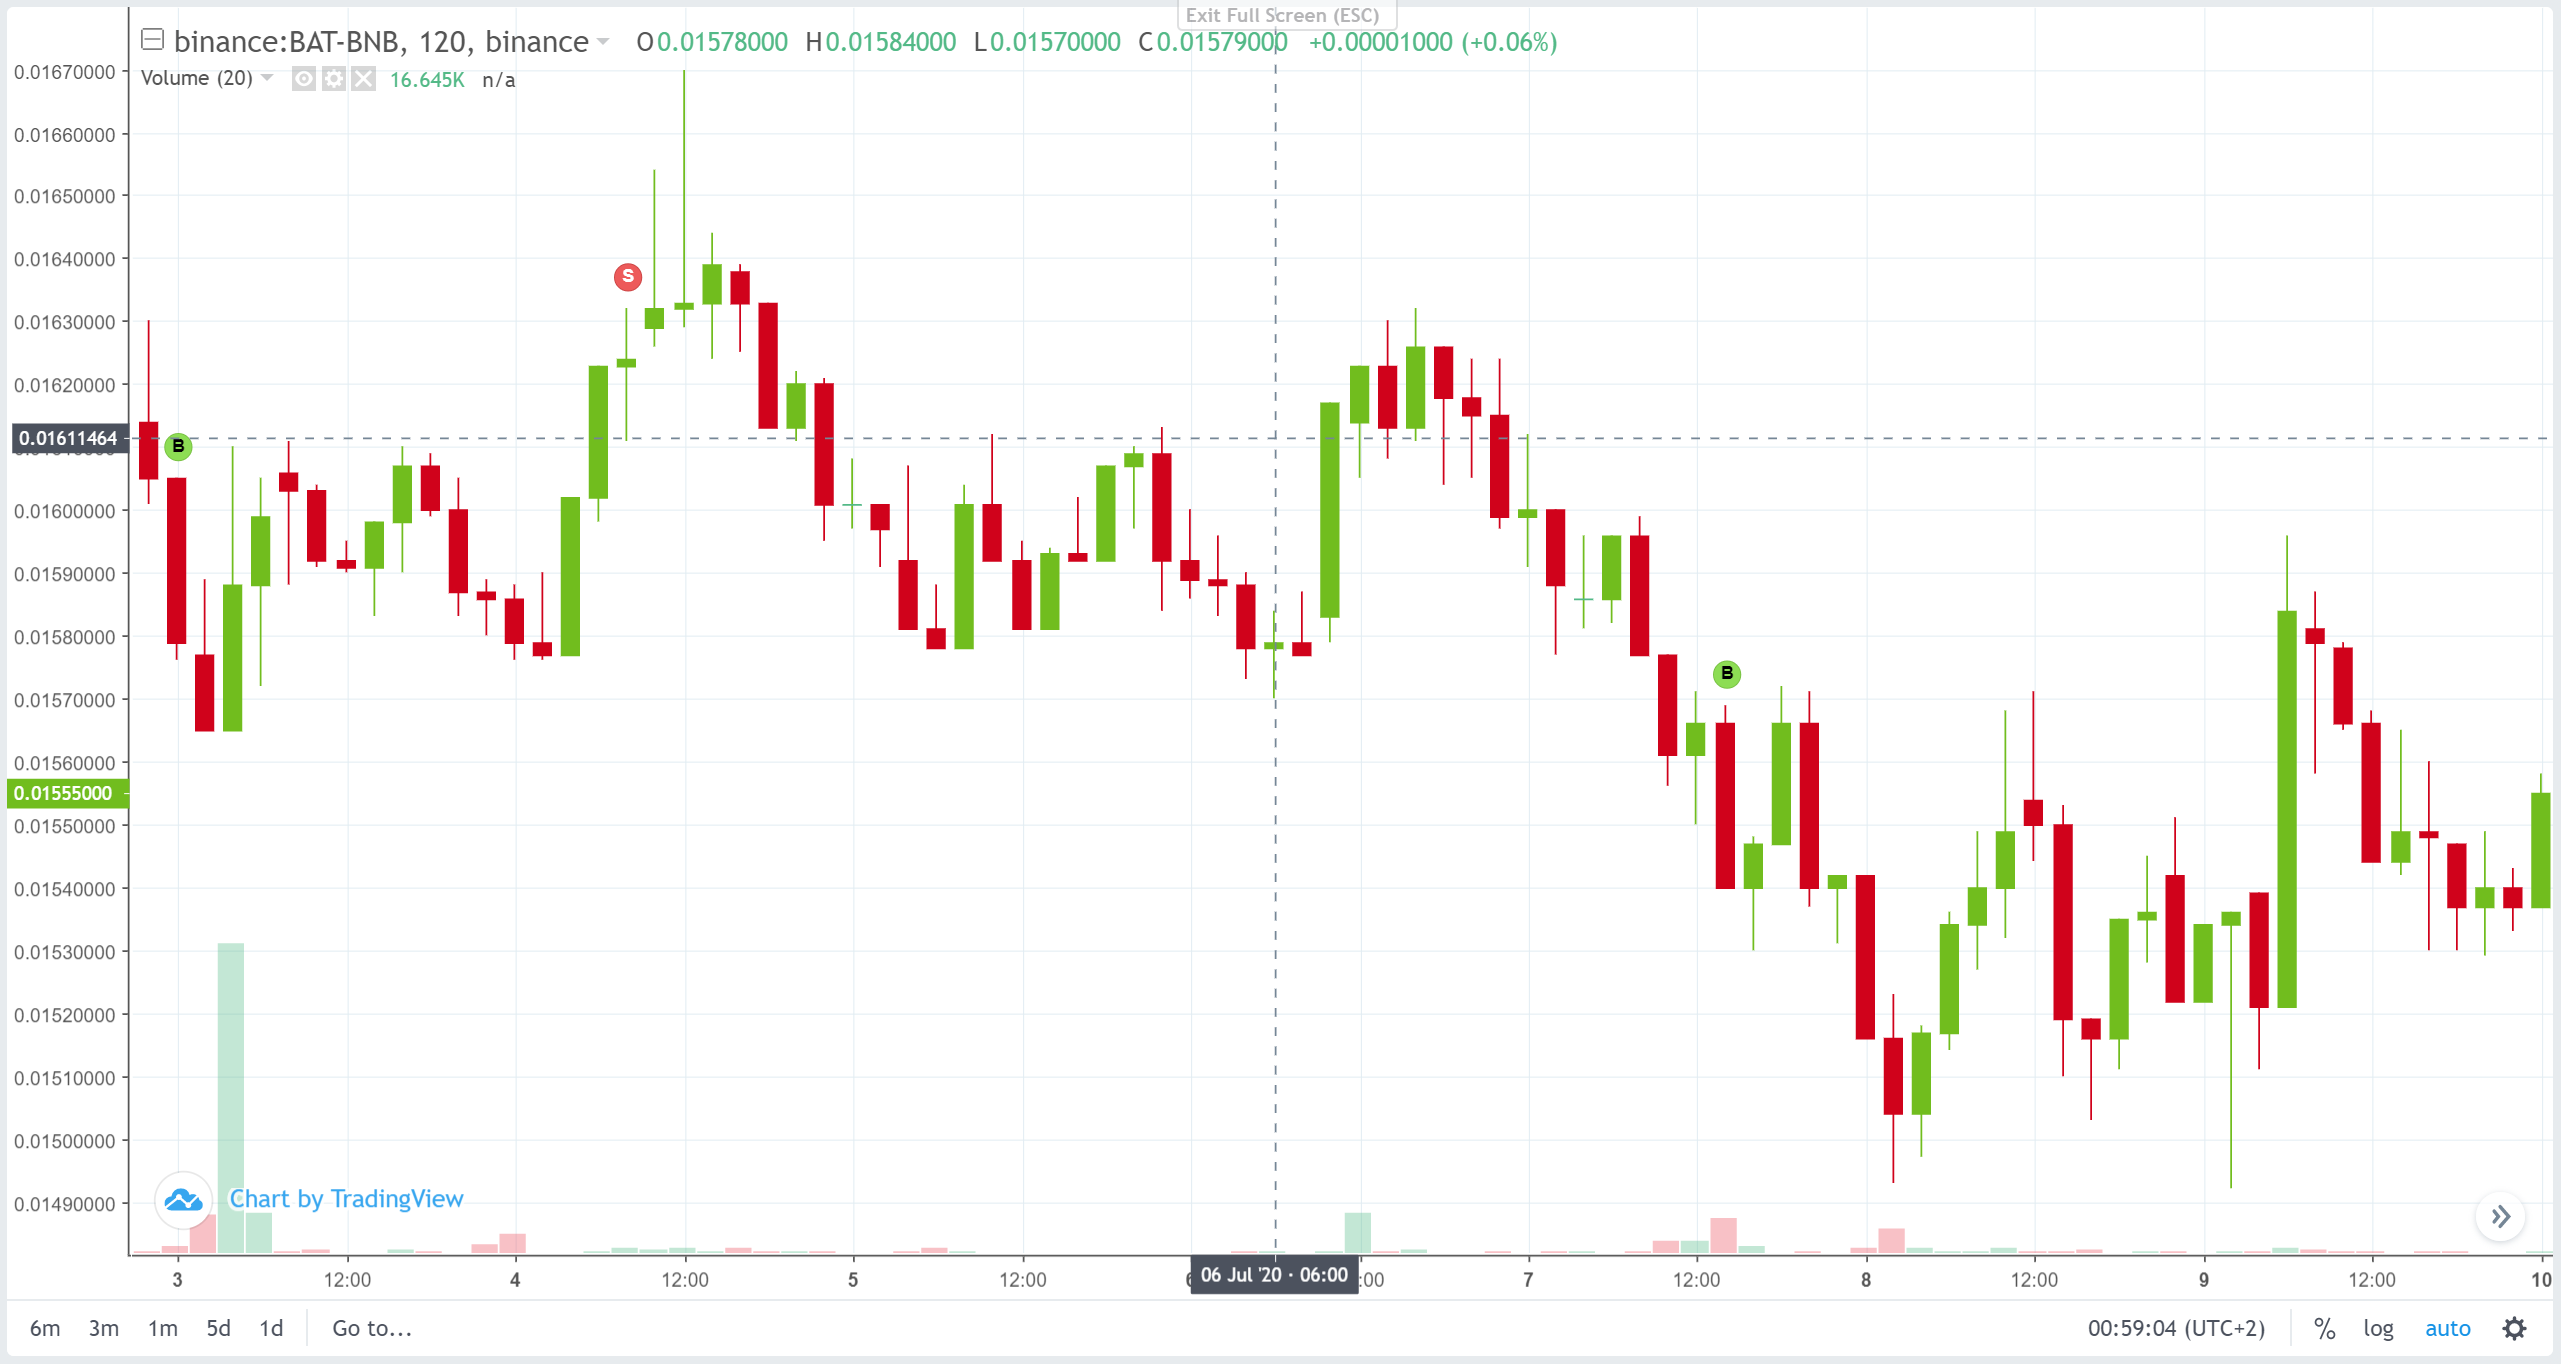 Exit Full Screen (ESC)
binance:BAT-BNB, 120, binance O0.01578000 H0.01584000 L0.01570000 C0.01579000 +0.00001000 (+0.06%)
Volume (20) 16.645K n/a
0.01670000
0.01660000
0.01650000
0.01640000
S
0.01630000
0.01620000
0.01611464
B
0.01600000
0.01590000
0.01580000
B
0.01570000
0.01560000
0.01555000
0.01550000
0.01540000
0.01530000
0.01520000
0.01510000
0.01500000
0.01490000
Chart by TradingView
3 12:00 4 12:00 5 12:00 06 Jul '20 · 06:00 7 12:00 8 12:00 9 12:00 10
6m 3m 1m 5d 1d Go to... 00:59:04 (UTC+2) % log auto